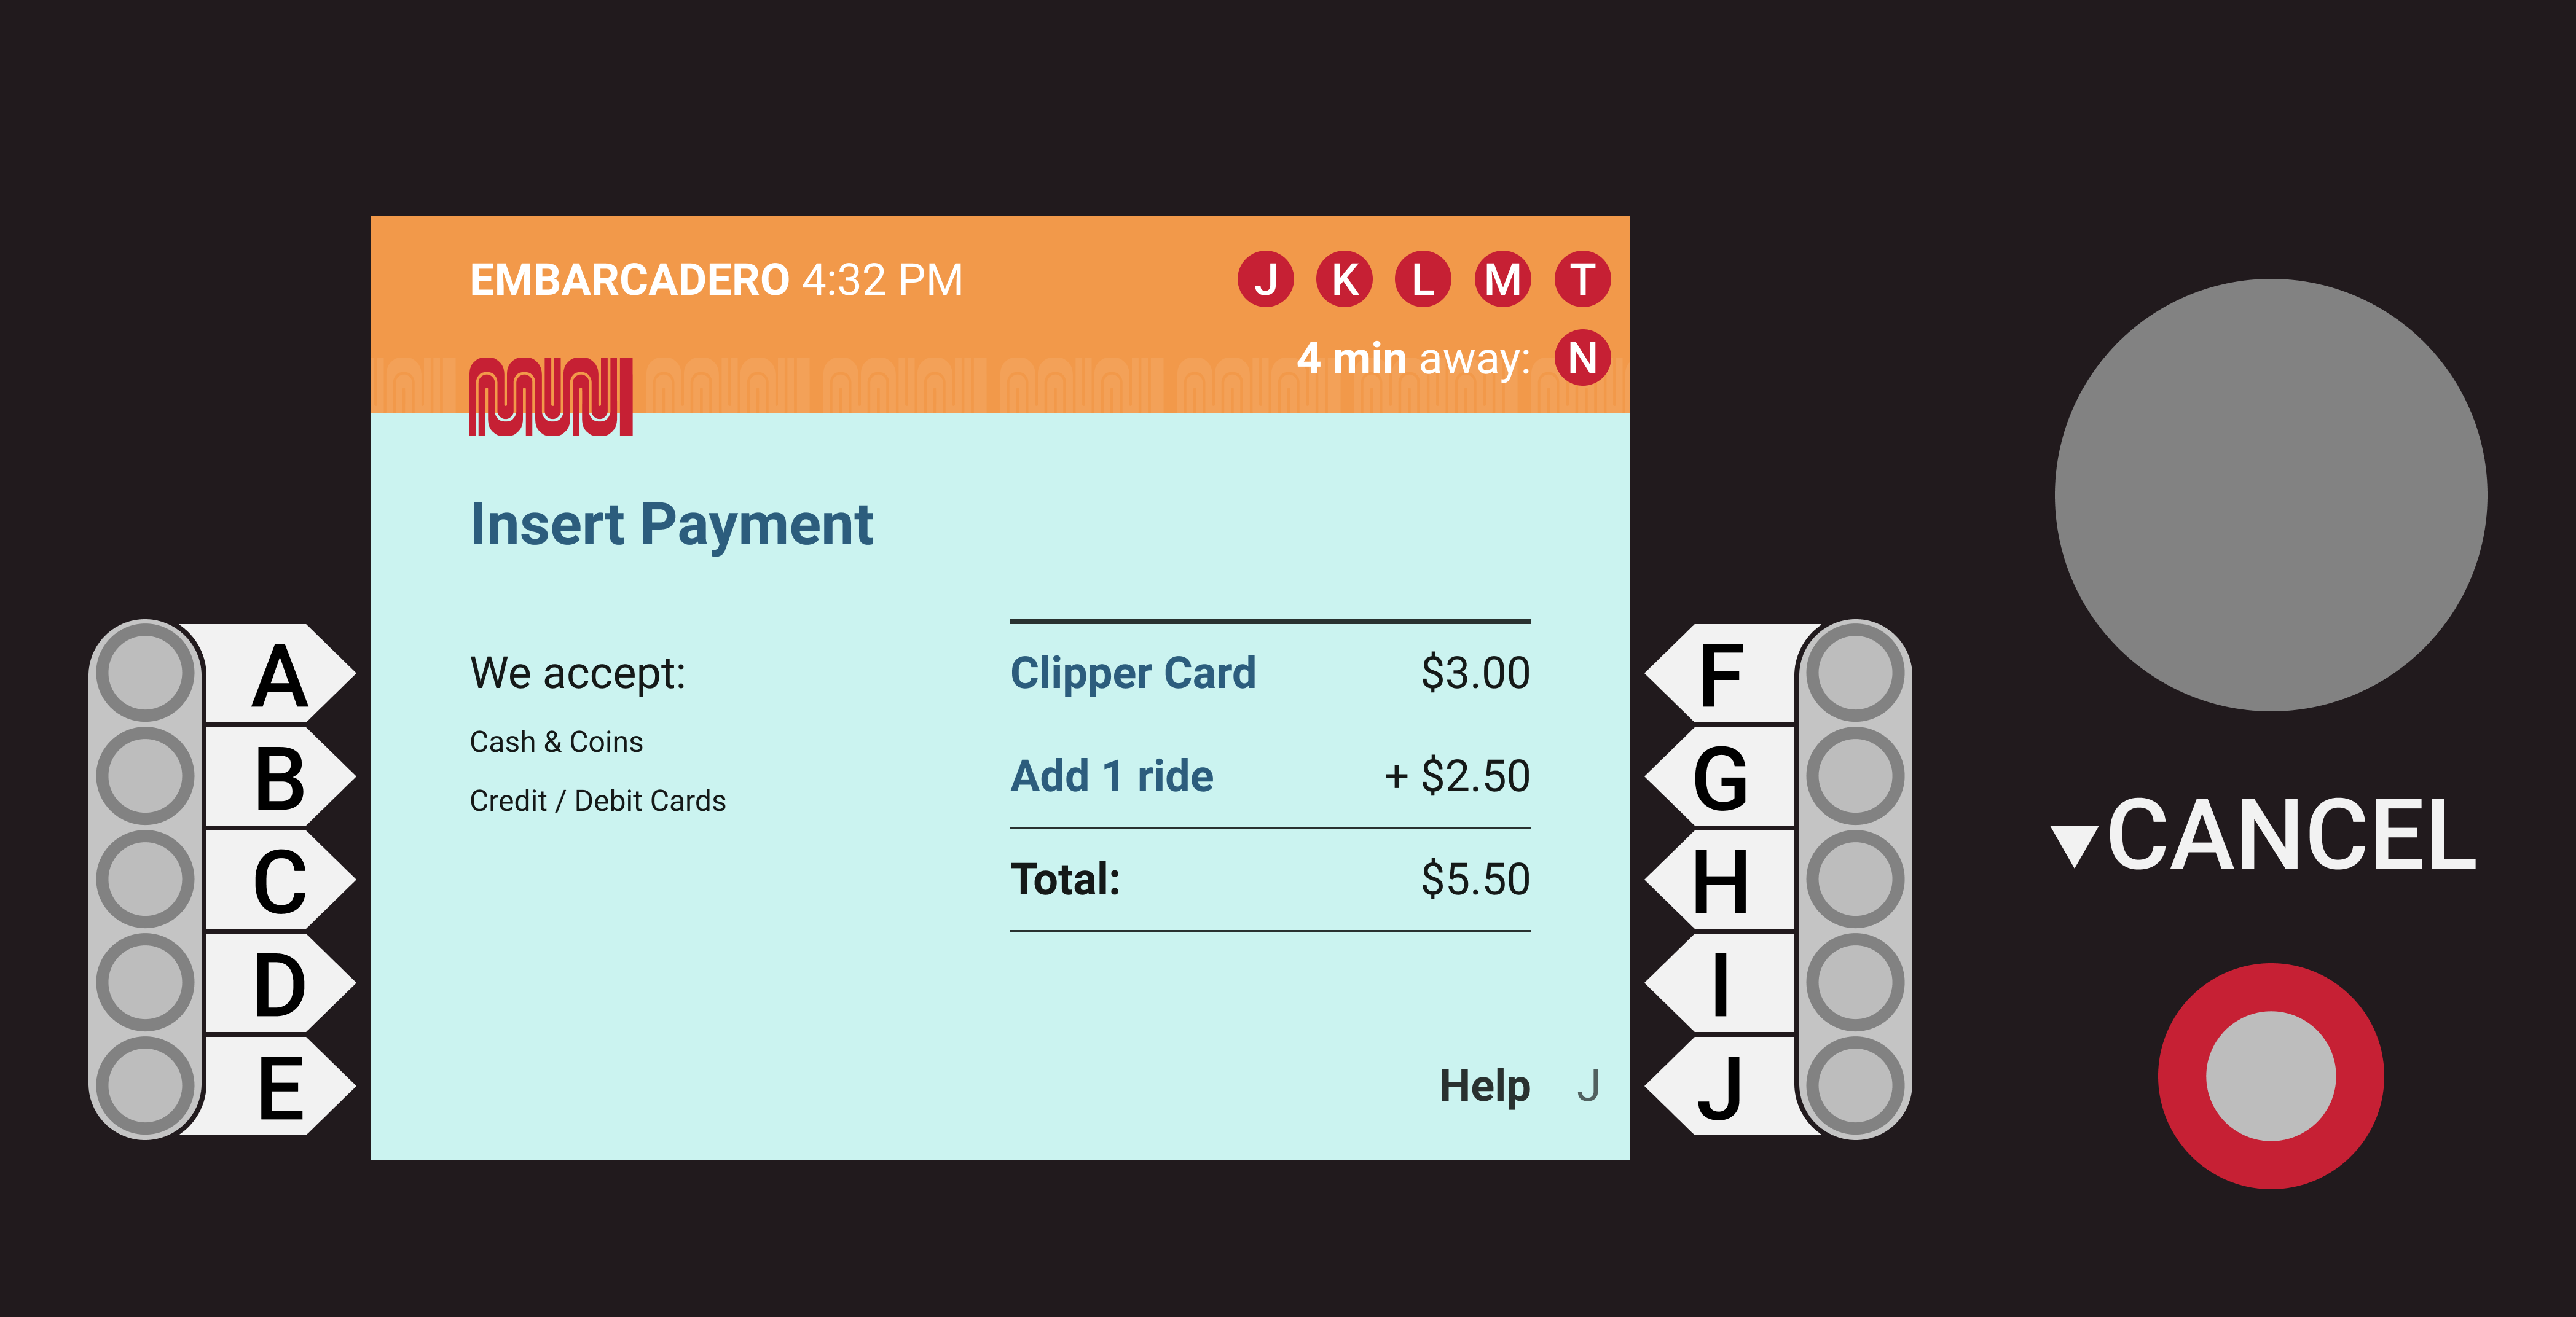 EMBARCADERO 4:32 PM
J K L M T
4 min away: N
MUNI
Insert Payment
We accept:
Cash & Coins
Credit / Debit Cards
Clipper Card $3.00
Add 1 ride + $2.50
Total: $5.50
Help J
A
B
C
D
E
F
G
H
I
J
▼CANCEL